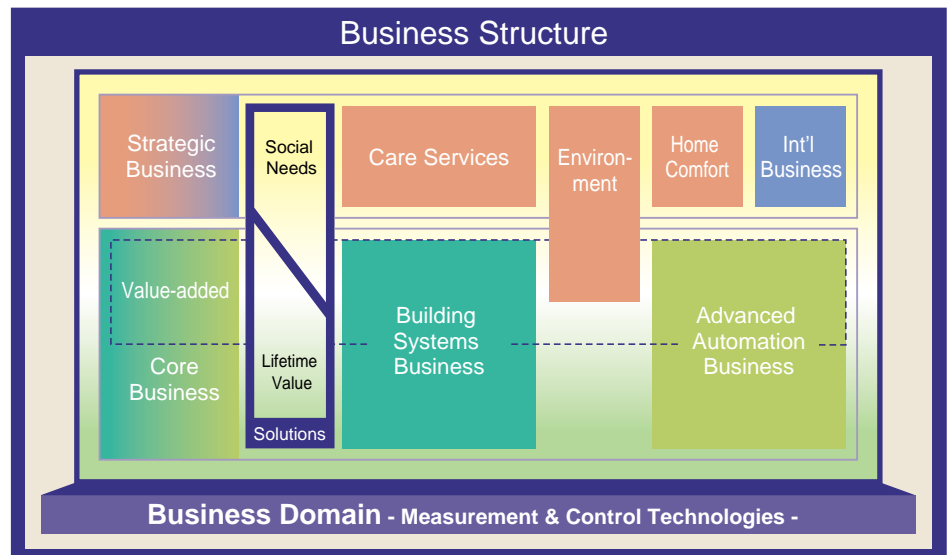 Business Structure
Strategic
Business
Social
Needs
Care Services
Environ-
ment
Home
Comfort
Int'l
Business
Value-added
Core
Business
Lifetime
Value
Solutions
Building
Systems
Business
Advanced
Automation
Business
Business Domain - Measurement & Control Technologies -